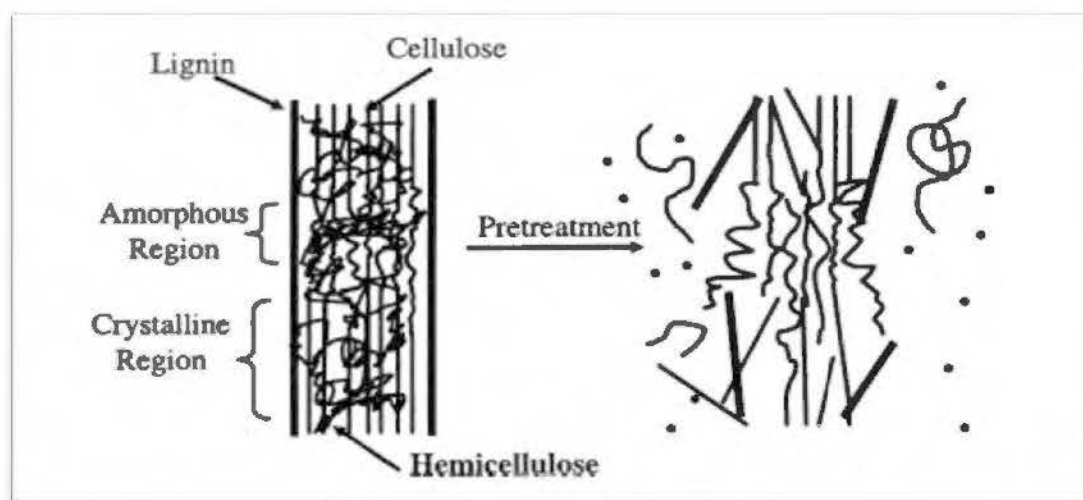 Cellulose
Lignin
Amorphous
Region
Pretreatment
Crystalline
Region
Hemicellulose